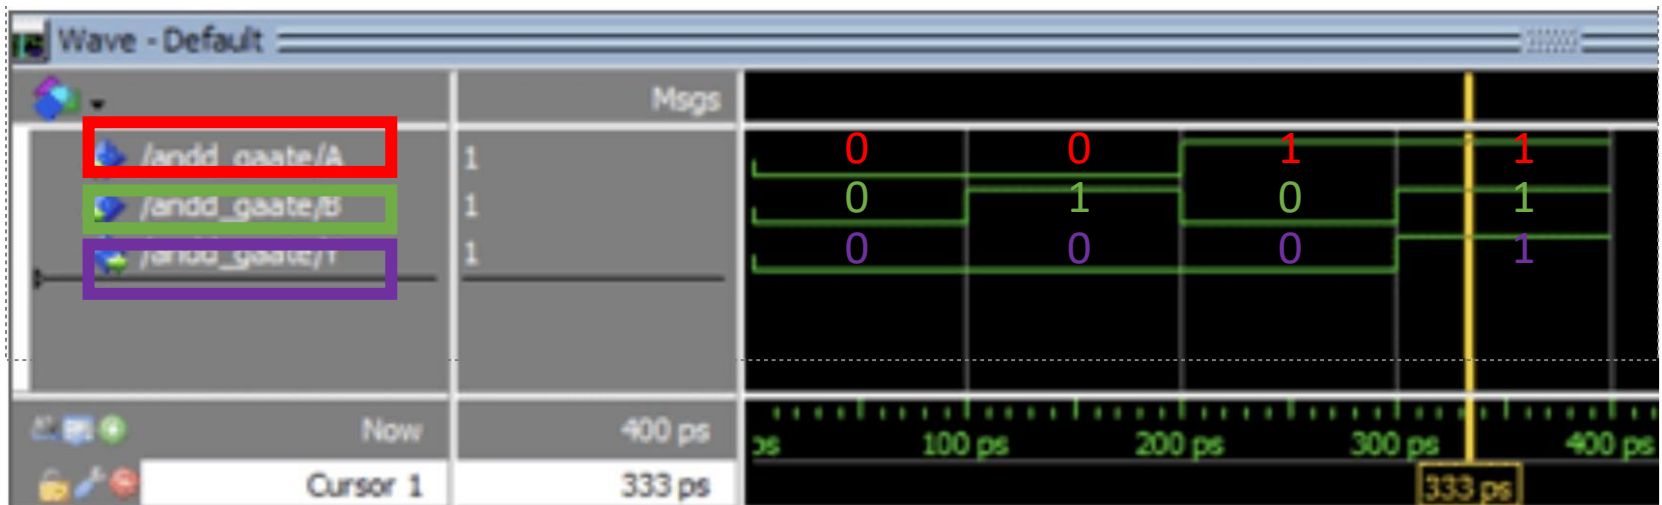 Wave - Default
Msgs
/andd_gaate/A 1 0 0 1 1
/andd_gaate/B 1 0 1 0 1
/andd_gaate/Y 1 0 0 0 1
Now 400 ps ps 100 ps 200 ps 300 ps 400 ps
Cursor 1 333 ps 333 ps